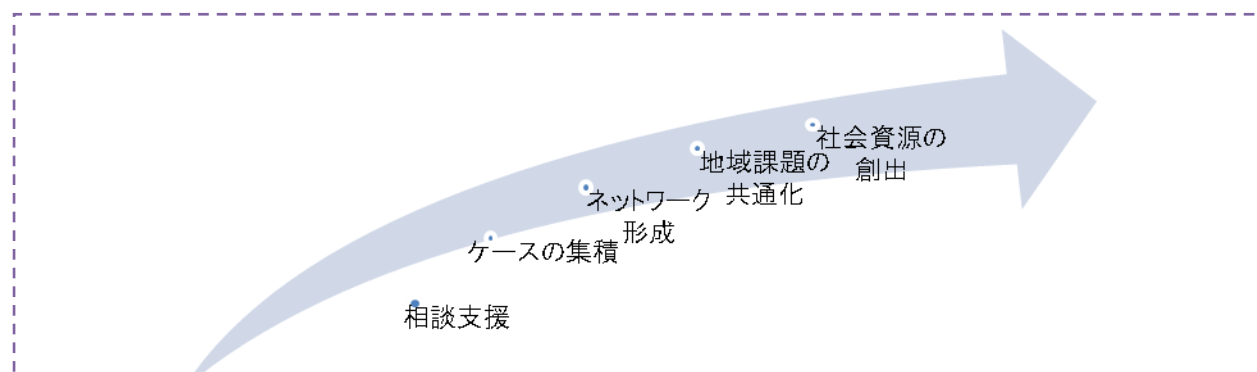 社会資源の
創出
地域課題の
共通化
ネットワーク
形成
ケースの集積
相談支援